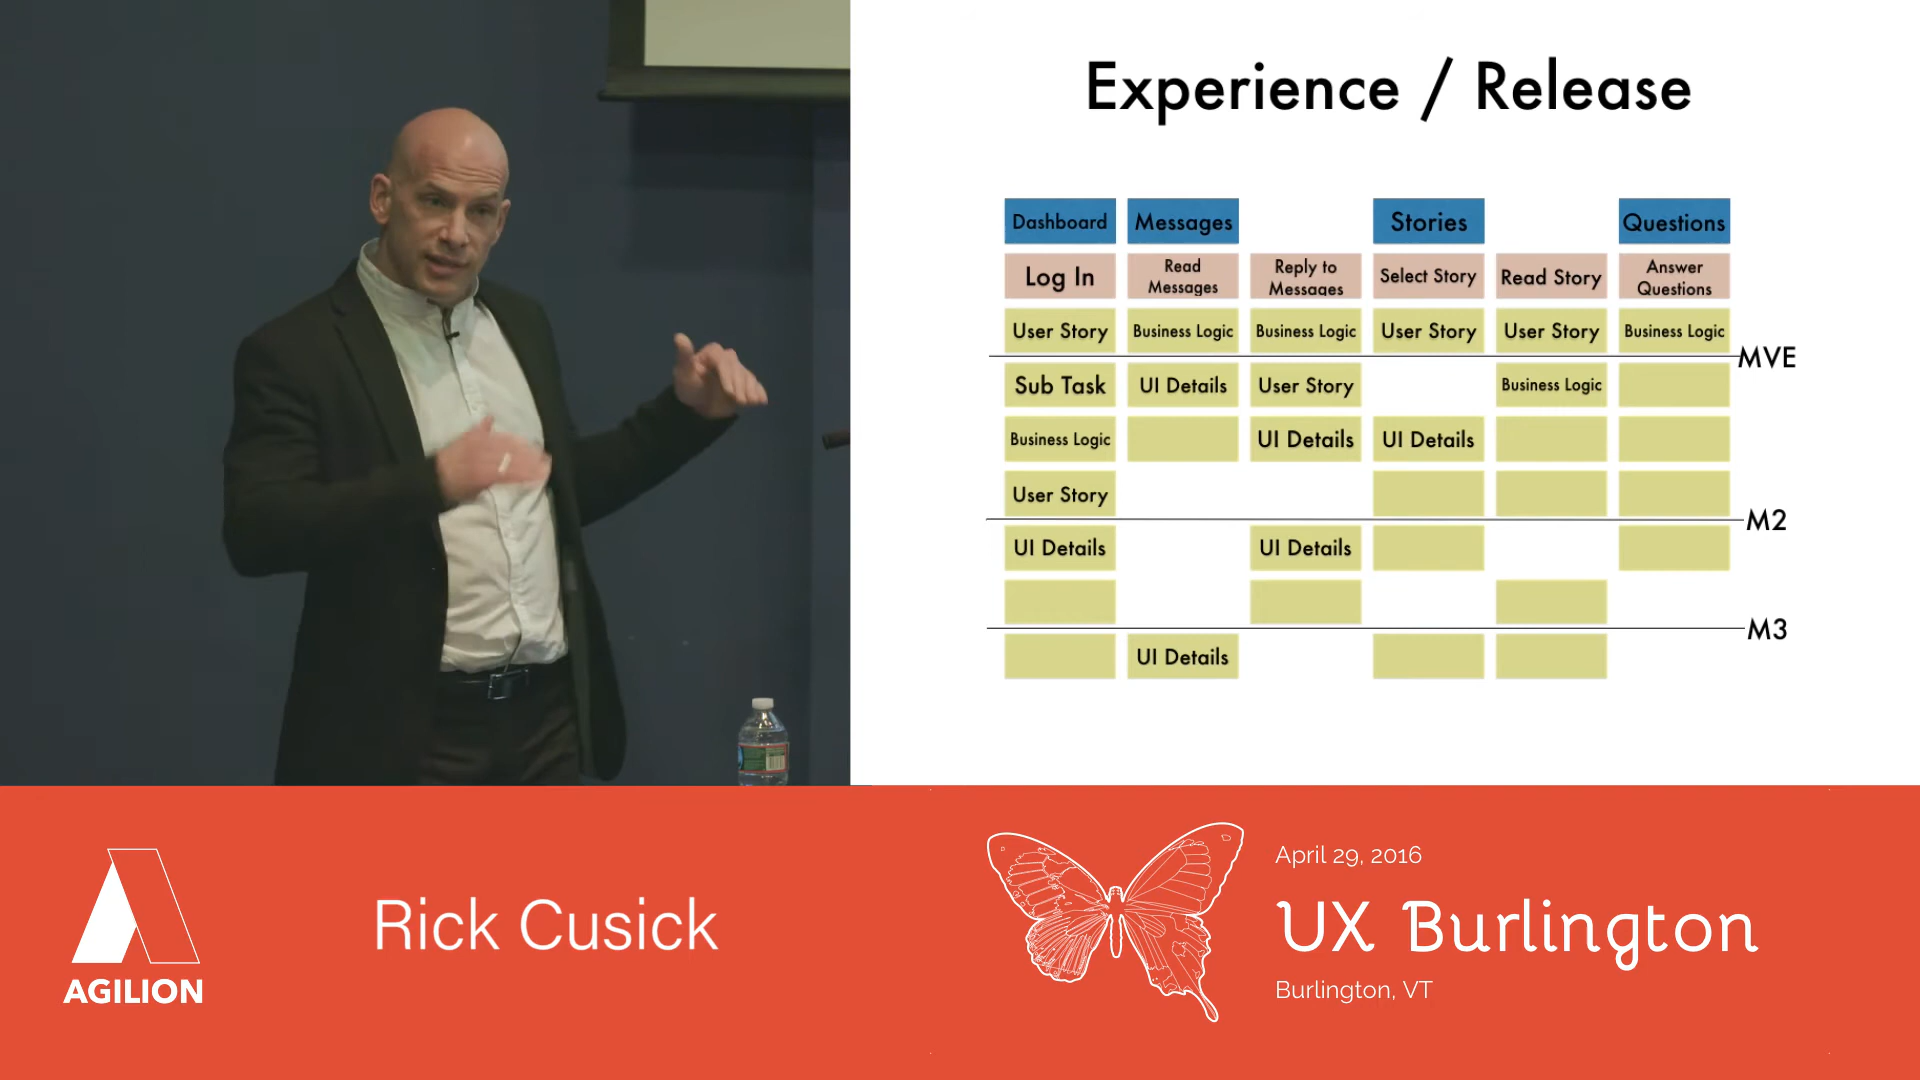 Experience / Release
Dashboard Messages Stories Questions
Log In Read Messages Reply to Messages Select Story Read Story Answer Questions
User Story Business Logic Business Logic User Story User Story Business Logic
MVE
Sub Task UI Details User Story Business Logic
Business Logic UI Details UI Details
User Story
M2
UI Details UI Details
M3
UI Details
AGILION
Rick Cusick
April 29, 2016
UX Burlington
Burlington, VT